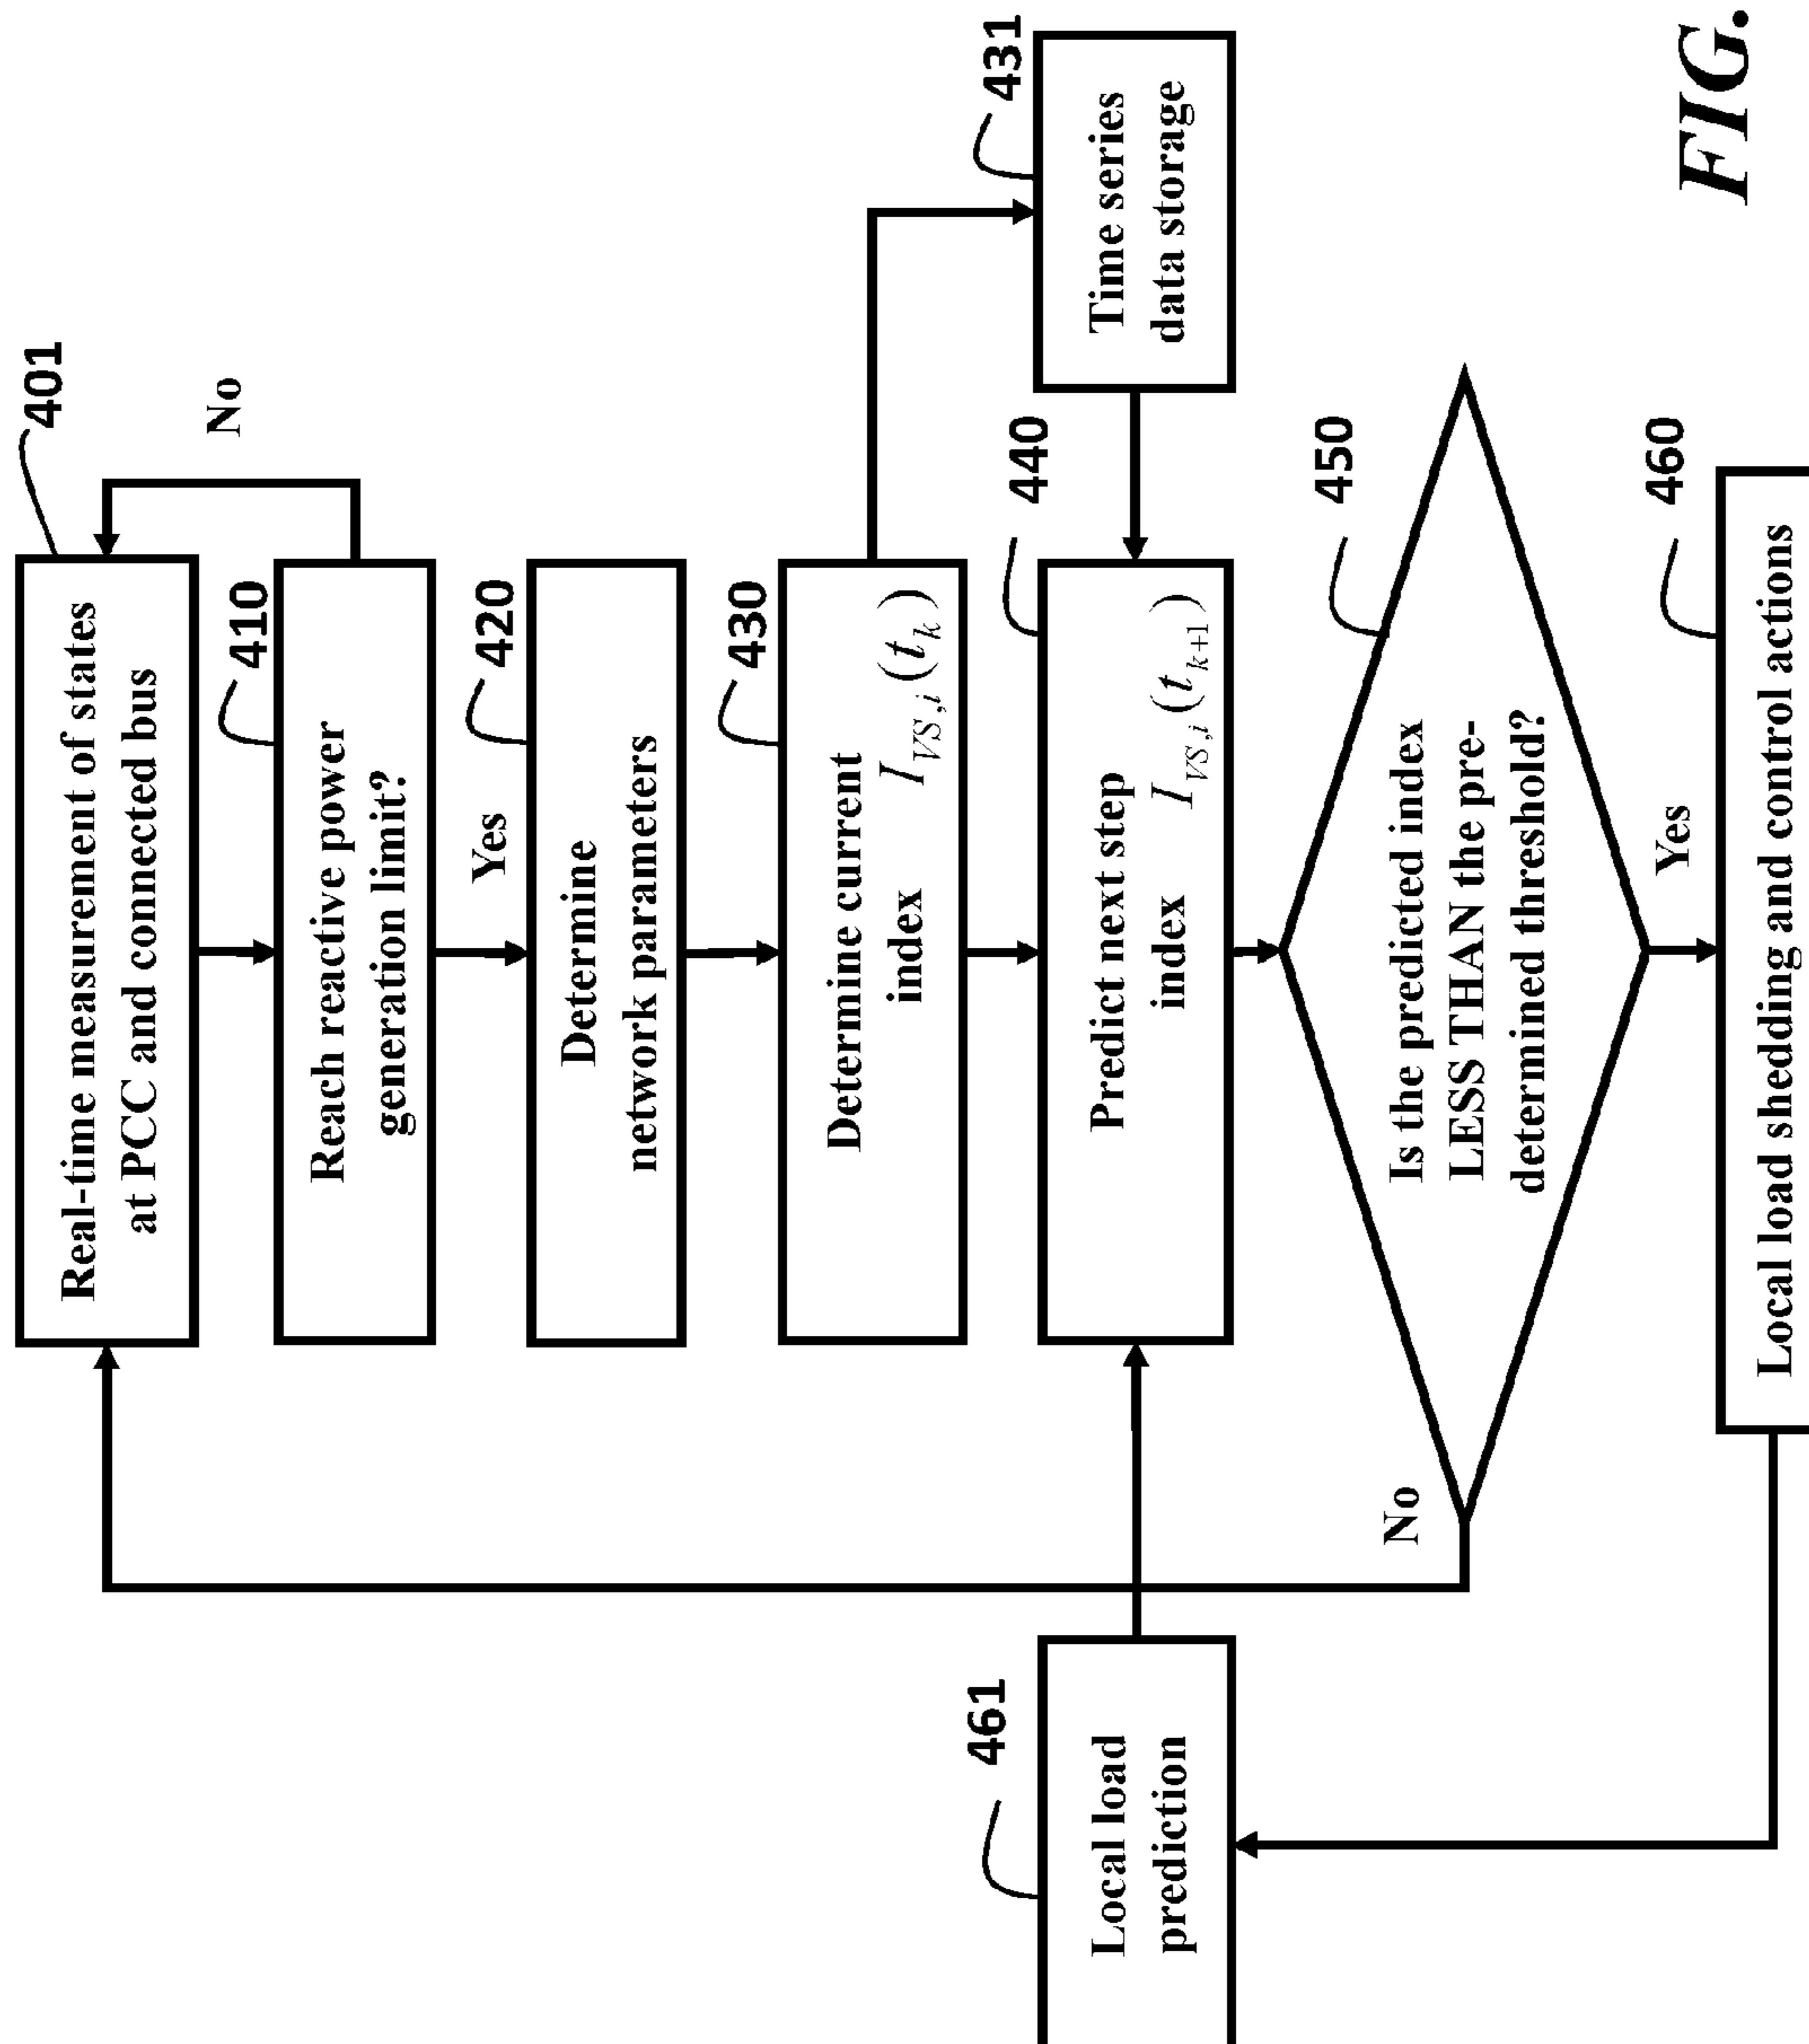 401
Real-time measurement of states
at PCC and connected bus
No
410
Reach reactive power
generation limit?
Yes
420
Determine
network parameters
430
Determine current
index I_{VS,i}(t_k)
431
Time series
data storage
440
Predict next step
index I_{VS,i}(t_{k+1})
461
Local load
prediction
450
Is the predicted index
LESS THAN the pre-
determined threshold?
No
Yes
460
Local load shedding and control actions
FIG.